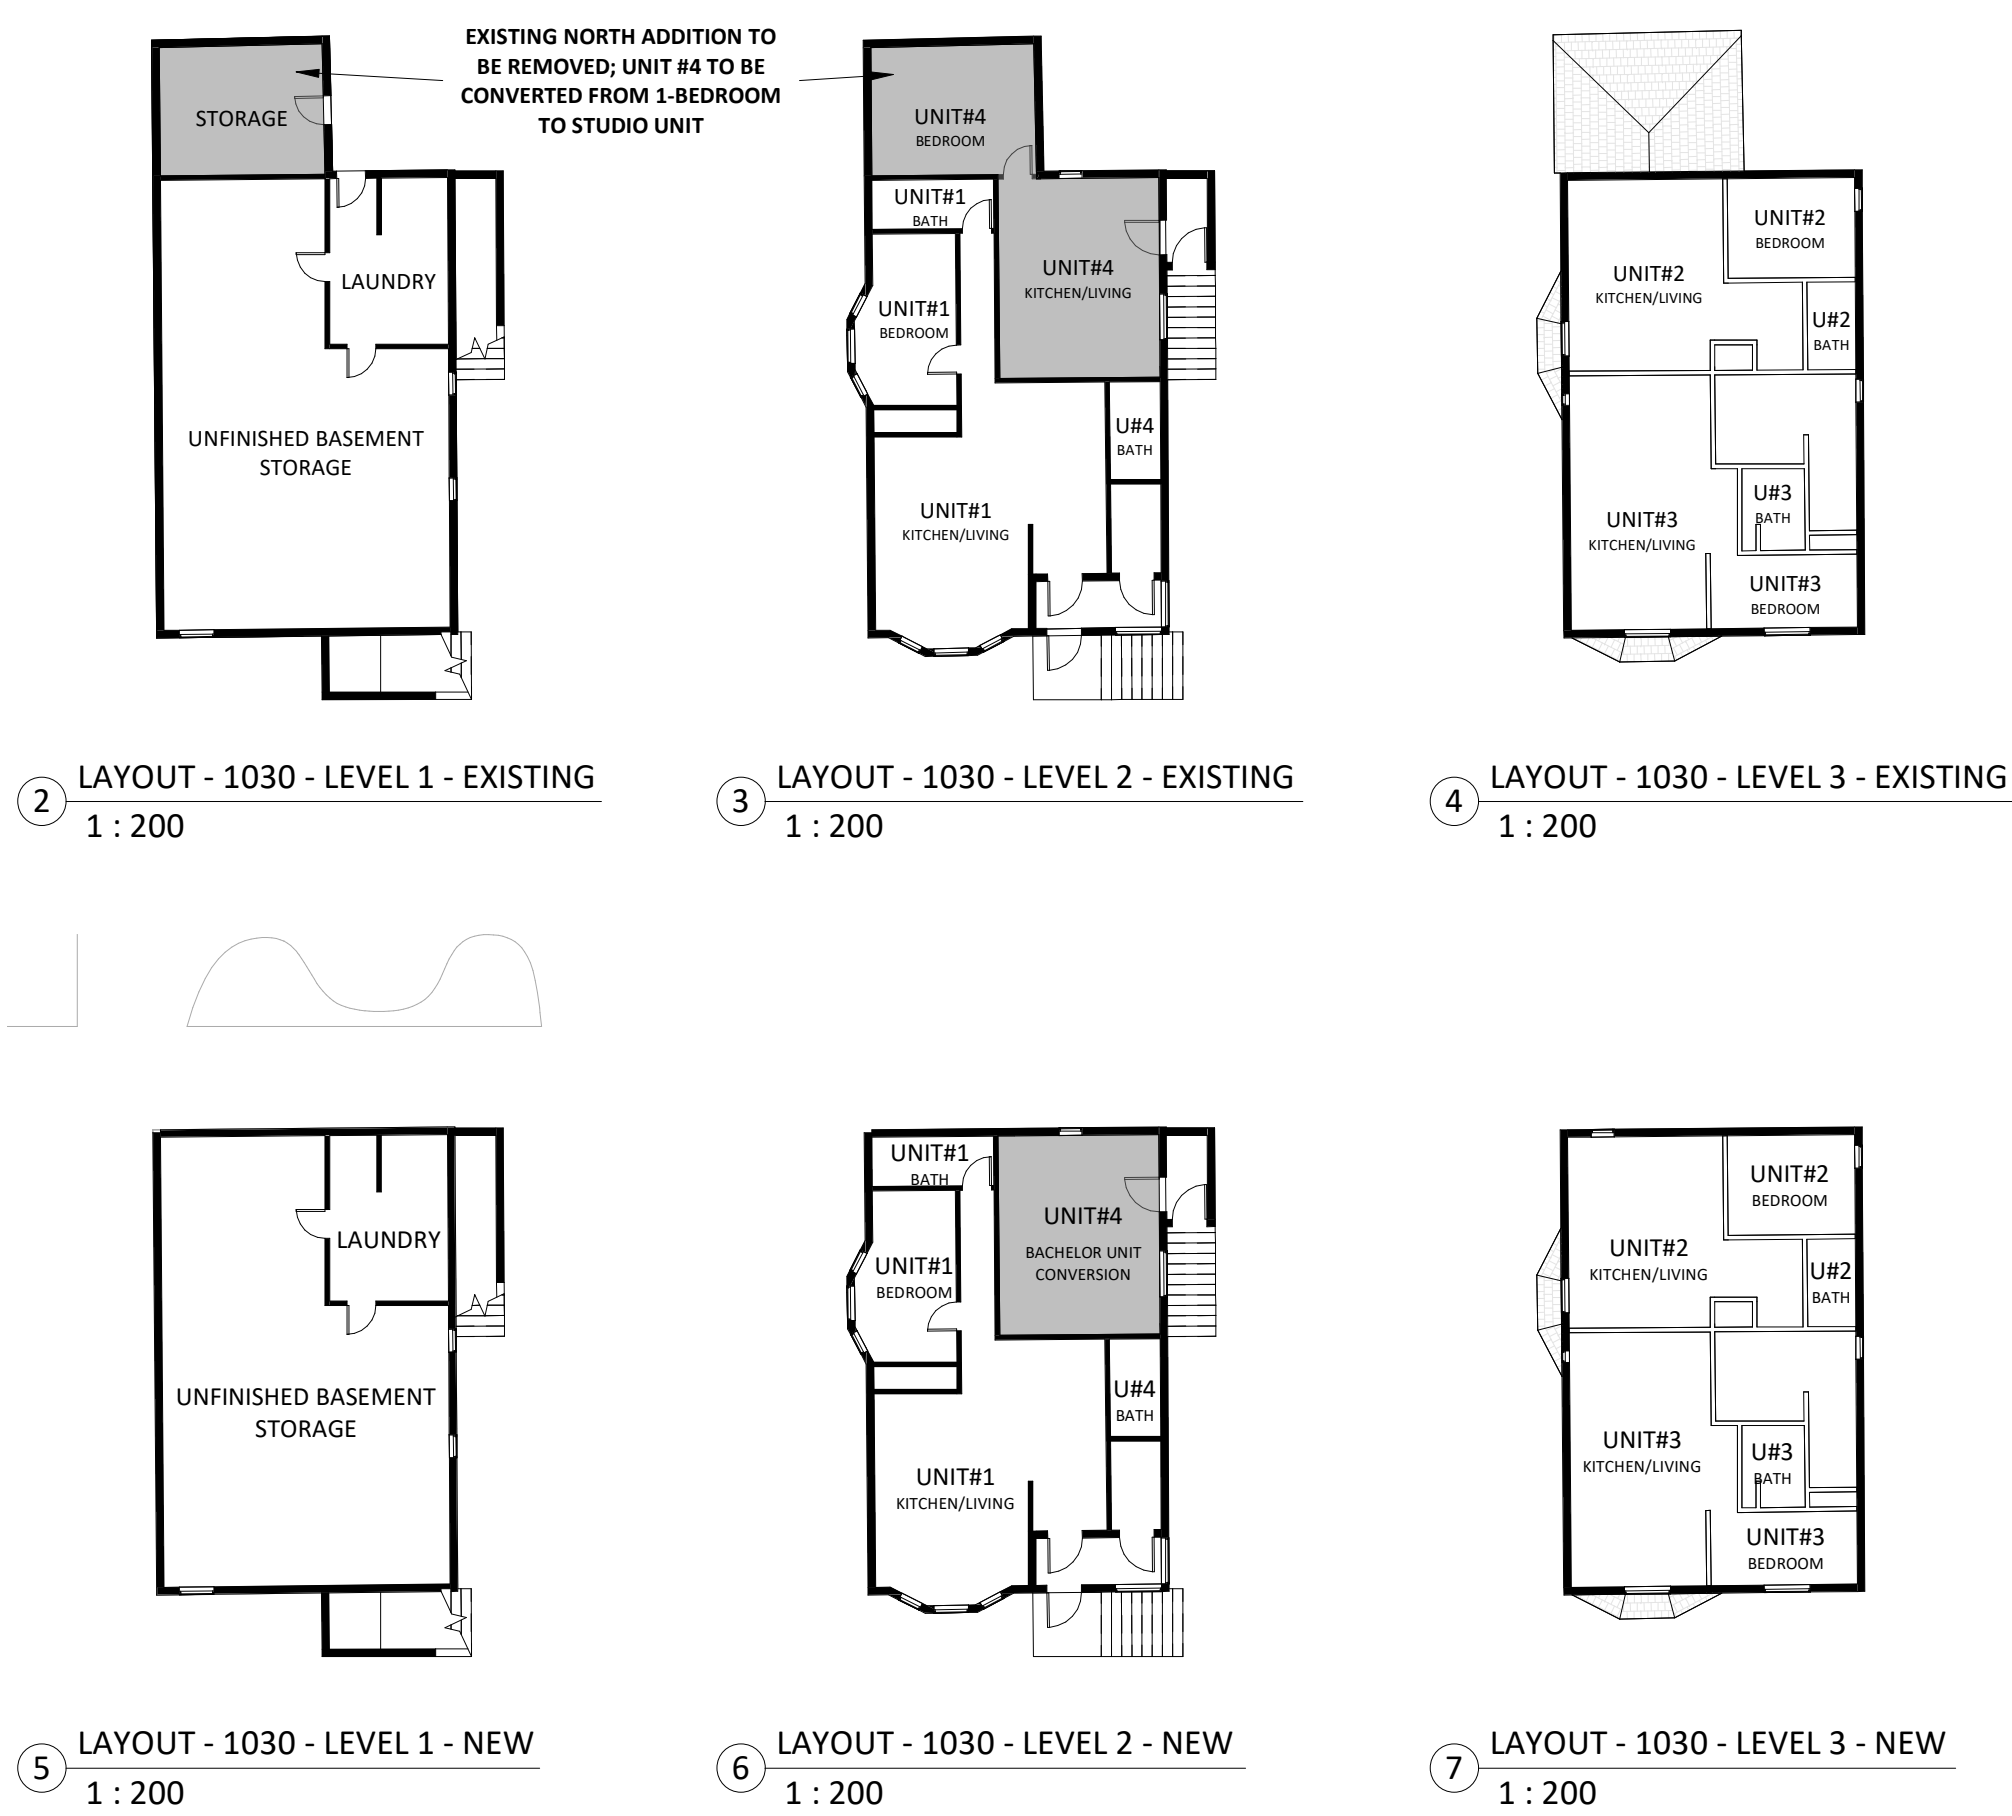 EXISTING NORTH ADDITION TO
BE REMOVED; UNIT #4 TO BE
CONVERTED FROM 1-BEDROOM
TO STUDIO UNIT
STORAGE
LAUNDRY
UNFINISHED BASEMENT
STORAGE
2
LAYOUT - 1030 - LEVEL 1 - EXISTING
1 : 200
UNIT#4
BEDROOM
UNIT#1
BATH
UNIT#4
KITCHEN/LIVING
UNIT#1
BEDROOM
U#4
BATH
UNIT#1
KITCHEN/LIVING
3
LAYOUT - 1030 - LEVEL 2 - EXISTING
1 : 200
UNIT#2
BEDROOM
UNIT#2
KITCHEN/LIVING
U#2
BATH
U#3
BATH
UNIT#3
KITCHEN/LIVING
UNIT#3
BEDROOM
4
LAYOUT - 1030 - LEVEL 3 - EXISTING
1 : 200
LAUNDRY
UNFINISHED BASEMENT
STORAGE
5
LAYOUT - 1030 - LEVEL 1 - NEW
1 : 200
UNIT#1
BATH
UNIT#4
BACHELOR UNIT
CONVERSION
UNIT#1
BEDROOM
U#4
BATH
UNIT#1
KITCHEN/LIVING
6
LAYOUT - 1030 - LEVEL 2 - NEW
1 : 200
UNIT#2
BEDROOM
UNIT#2
KITCHEN/LIVING
U#2
BATH
UNIT#3
KITCHEN/LIVING
U#3
BATH
UNIT#3
BEDROOM
7
LAYOUT - 1030 - LEVEL 3 - NEW
1 : 200